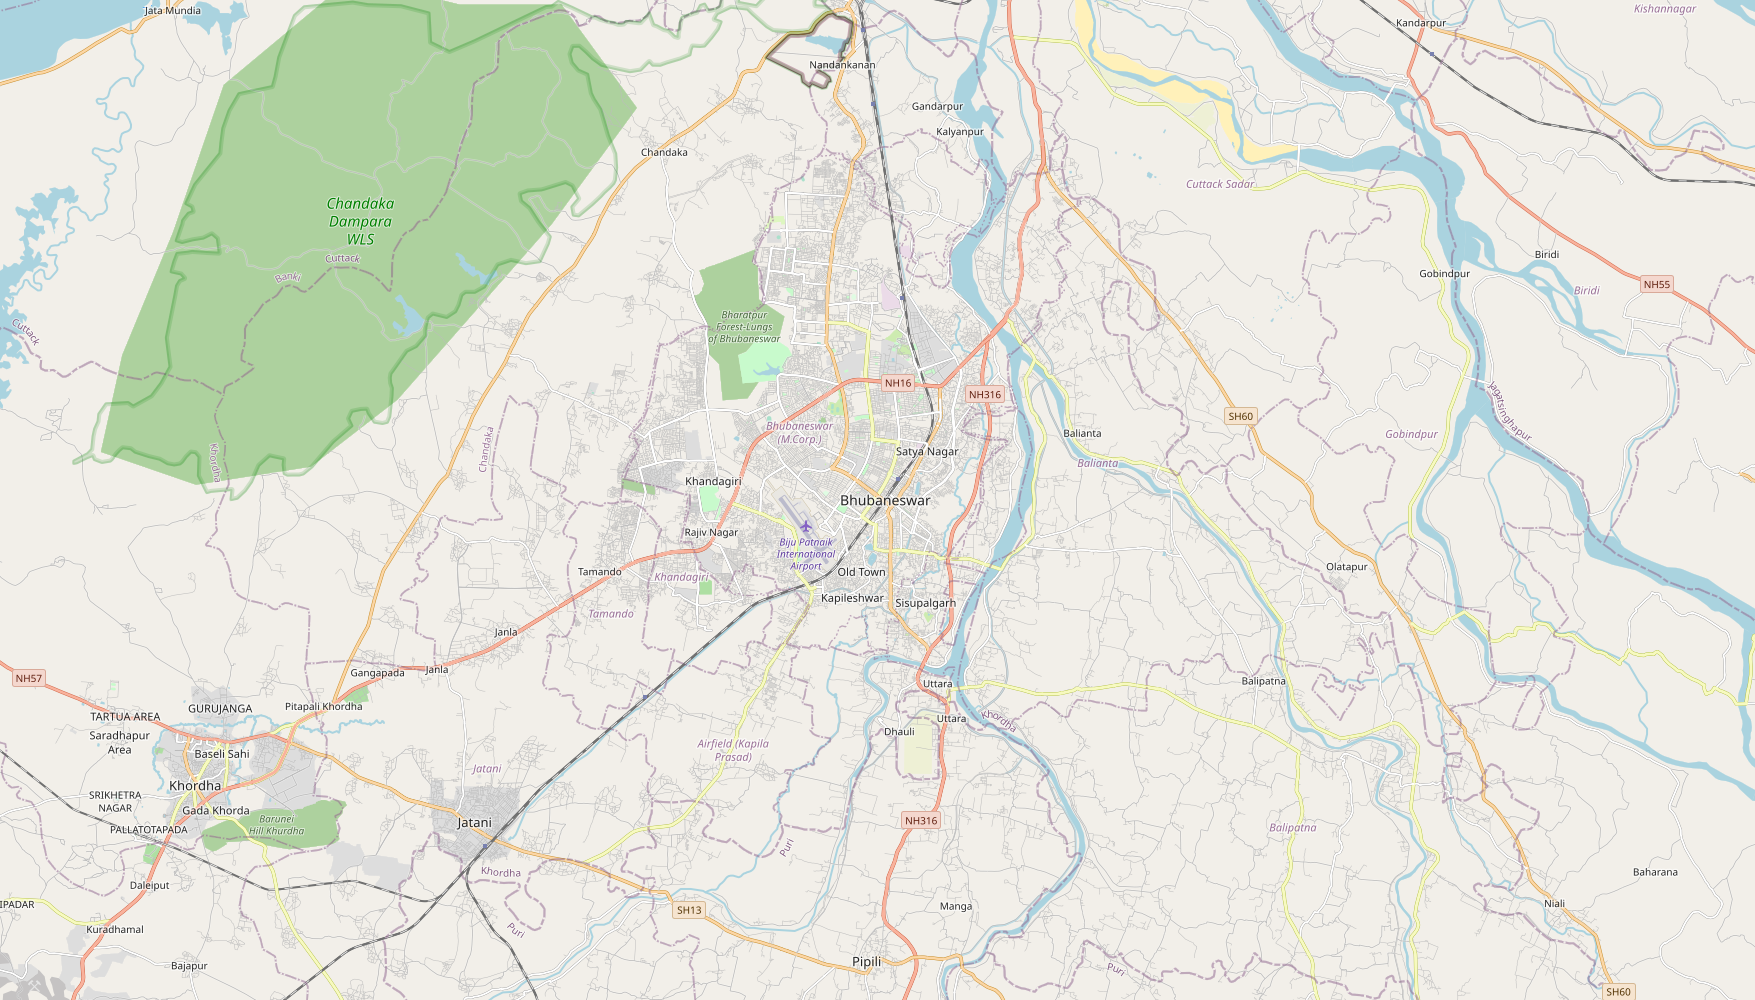 Jata Mundia
Kandarpur
Kishannagar
Nandankanan
Gandarpur
Kalyanpur
Chandaka
Cuttack Sadar
Chandaka
Dampara
WLS
Cuttack
Banki
Cuttack
Gobindpur
Biridi
Biridi
NH55
Bharatpur
Forest-Lungs
of Bhubaneswar
NH16
NH316
Jagatsinghpur
SH60
Bhubaneswar
(M.Corp.)
Balianta
Gobindpur
Chandaka
Khordha
Satya Nagar
Balianta
Khandagiri
Bhubaneswar
Rajiv Nagar
Biju Patnaik
International
Airport
Tamando
Khandagiri
Old Town
Olatapur
Kapileshwar
Sisupalgarh
Tamando
Janla
Janla
Gangapada
NH57
Uttara
Balipatna
GURUJANGA
Pitapali Khordha
TARTUA AREA
Saradhapur
Area
Uttara
Khordha
Dhauli
Baseli Sahi
Airfield (Kapila
Prasad)
Jatani
Khordha
SRIKHETRA
NAGAR
Gada Khorda
Barunei
Hill Khurdha
PALLATOTAPADA
Jatani
NH316
Balipatna
Puri
Khordha
Daleiput
Baharana
IPADAR
SH13
Manga
Niali
Kuradhamal
Puri
Bajapur
Pipili
Puri
SH60